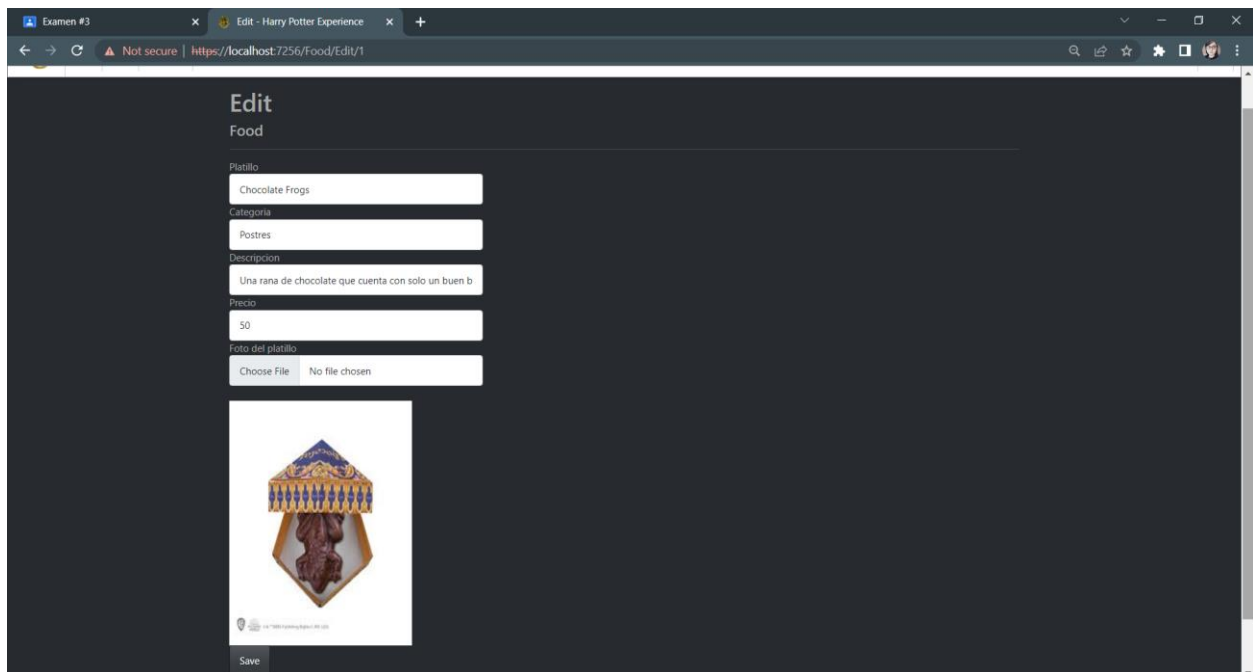 Examen #3
Edit - Harry Potter Experience
Not secure | https://localhost:7256/Food/Edit/1
Edit
Food
Platillo
Chocolate Frogs
Categoria
Postres
Descripcion
Una rana de chocolate que cuenta con solo un buen b
Precio
50
Foto del platillo
Choose File No file chosen
Save